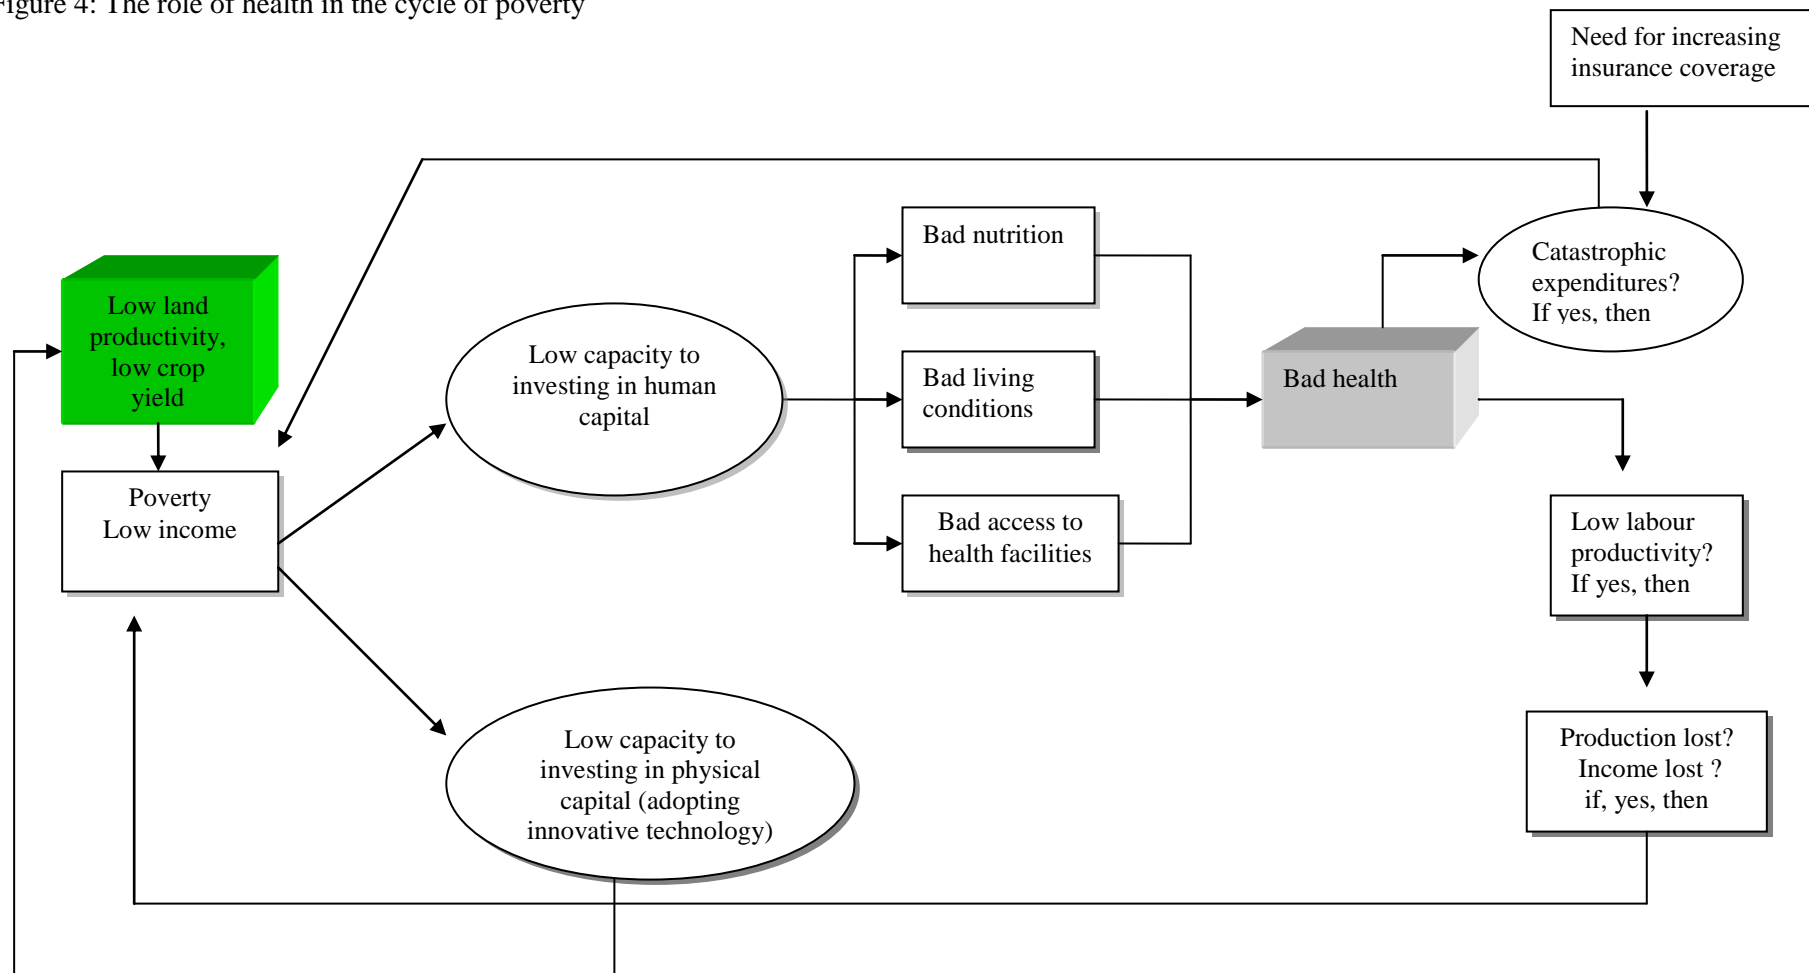 Figure 4: The role of health in the cycle of poverty
Need for increasing
insurance coverage
Bad nutrition
Catastrophic
expenditures?
If yes, then
Low land
productivity,
low crop
yield
Low capacity to
investing in human
capital
Bad living
conditions
Bad health
Poverty
Low income
Bad access to
health facilities
Low labour
productivity?
If yes, then
Low capacity to
investing in physical
capital (adopting
innovative technology)
Production lost?
Income lost ?
if, yes, then